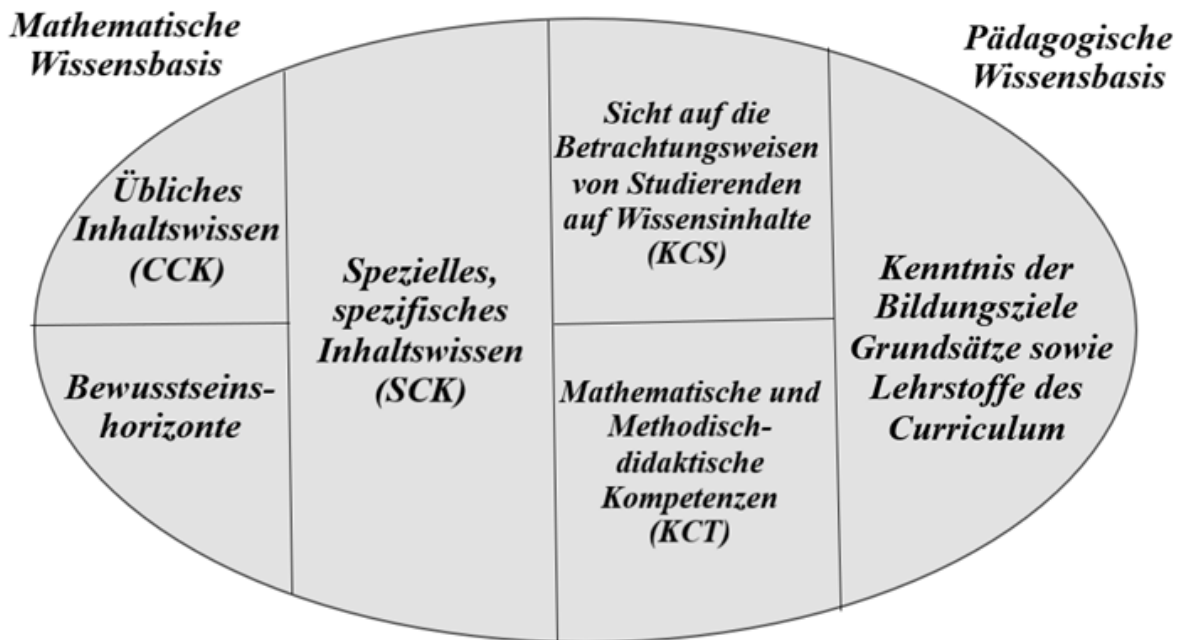 Mathematische
Wissensbasis
Pädagogische
Wissensbasis
Übliches
Inhaltswissen
(CCK)
Bewusstseins-
horizonte
Spezielles,
spezifisches
Inhaltswissen
(SCK)
Sicht auf die
Betrachtungsweisen
von Studierenden
auf Wissensinhalte
(KCS)
Mathematische und
Methodisch-
didaktische
Kompetenzen
(KCT)
Kenntnis der
Bildungsziele
Grundsätze sowie
Lehrstoffe des
Curriculum